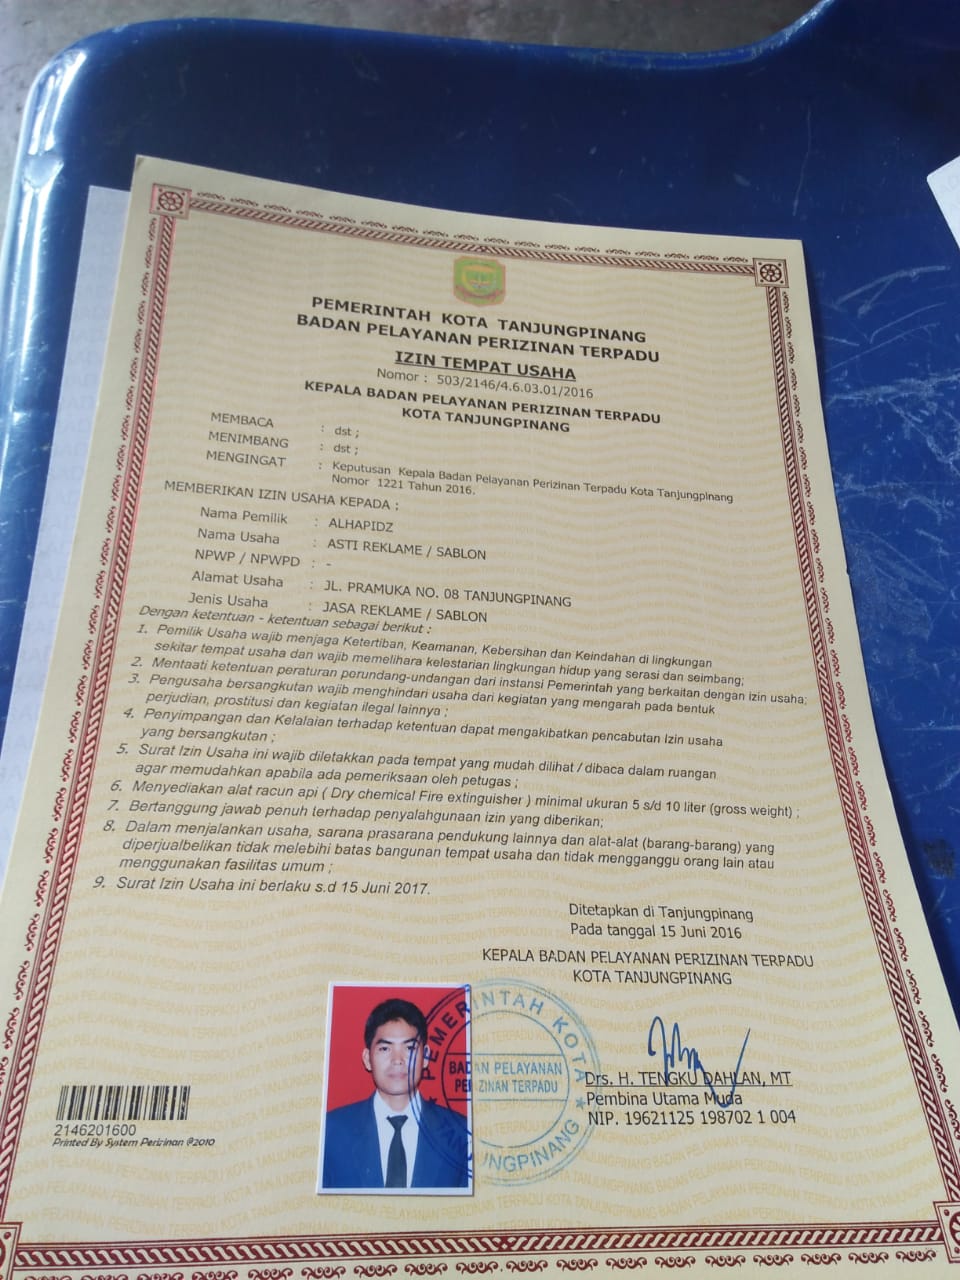 PEMERINTAH KOTA TANJUNGPINANG
BADAN PELAYANAN PERIZINAN TERPADU
IZIN TEMPAT USAHA
Nomor : 503/2146/4.6.03.01/2016
KEPALA BADAN PELAYANAN PERIZINAN TERPADU
KOTA TANJUNGPINANG
MEMBACA : dst ;
MENIMBANG : dst ;
MENGINGAT : Keputusan Kepala Badan Pelayanan Perizinan Terpadu Kota Tanjungpinang
Nomor 1221 Tahun 2016.
MEMBERIKAN IZIN USAHA KEPADA :
Nama Pemilik : ALHAPIDZ
Nama Usaha : ASTI REKLAME / SABLON
NPWP / NPWPD : -
Alamat Usaha : JL. PRAMUKA NO. 08 TANJUNGPINANG
Jenis Usaha : JASA REKLAME / SABLON
Dengan ketentuan - ketentuan sebagai berikut :
1. Pemilik Usaha wajib menjaga Ketertiban, Keamanan, Kebersihan dan Keindahan di lingkungan
sekitar tempat usaha dan wajib memelihara kelestarian lingkungan hidup yang serasi dan seimbang;
2. Mentaati ketentuan peraturan perundang-undangan dari instansi Pemerintah yang berkaitan dengan izin usaha;
3. Pengusaha bersangkutan wajib menghindari usaha dari kegiatan yang mengarah pada bentuk
perjudian, prostitusi dan kegiatan ilegal lainnya ;
4. Penyimpangan dan Kelalaian terhadap ketentuan dapat mengakibatkan pencabutan Izin usaha
yang bersangkutan ;
5. Surat Izin Usaha ini wajib diletakkan pada tempat yang mudah dilihat / dibaca dalam ruangan
agar memudahkan apabila ada pemeriksaan oleh petugas ;
6. Menyediakan alat racun api ( Dry chemical Fire extinguisher ) minimal ukuran 5 s/d 10 liter (gross weight) ;
7. Bertanggung jawab penuh terhadap penyalahgunaan izin yang diberikan;
8. Dalam menjalankan usaha, sarana prasarana pendukung lainnya dan alat-alat (barang-barang) yang
diperjualbelikan tidak melebihi batas bangunan tempat usaha dan tidak mengganggu orang lain atau
menggunakan fasilitas umum ;
9. Surat Izin Usaha ini berlaku s.d 15 Juni 2017.
Ditetapkan di Tanjungpinang
Pada tanggal 15 Juni 2016
KEPALA BADAN PELAYANAN PERIZINAN TERPADU
KOTA TANJUNGPINANG
PEMERINTAH KOTA
BADAN PELAYANAN
PERIZINAN TERPADU
TANJUNGPINANG
Drs. H. TENGKU DAHLAN, MT
Pembina Utama Muda
NIP. 19621125 198702 1 004
2146201600
Printed By System Perizinan @2010